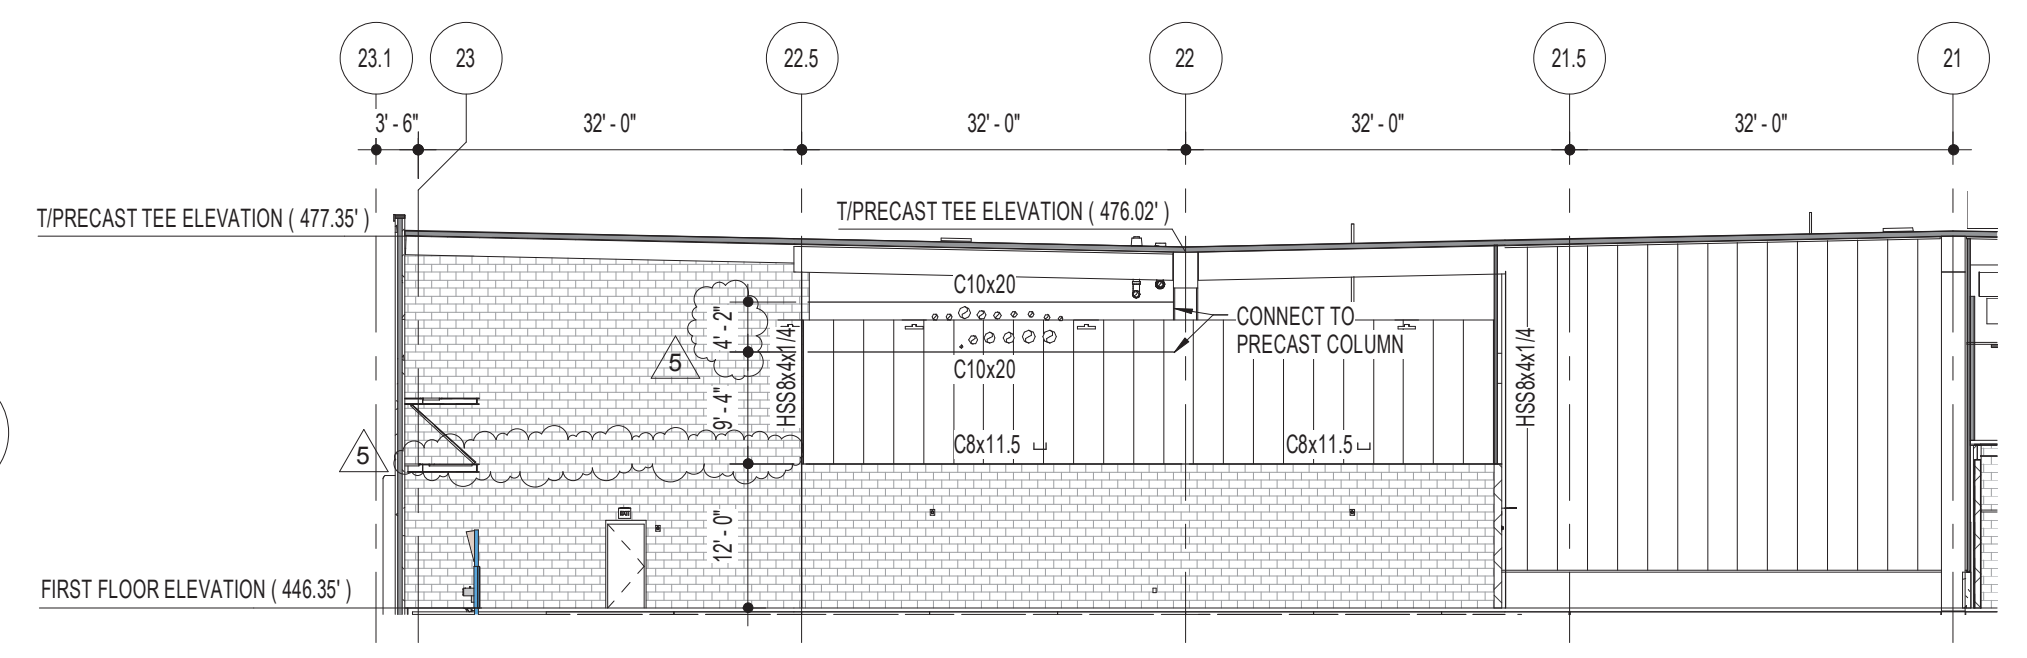 23.1
23
22.5
22
21.5
21
3' - 6"
32' - 0"
32' - 0"
32' - 0"
32' - 0"
T/PRECAST TEE ELEVATION ( 477.35' )
T/PRECAST TEE ELEVATION ( 476.02' )
C10x20
4' - 2"
HSS8x4x1/4
CONNECT TO
PRECAST COLUMN
HSS8x4x1/4
5
C10x20
9' - 4"
C8x11.5
C8x11.5
5
12' - 0"
EXIT
FIRST FLOOR ELEVATION ( 446.35' )